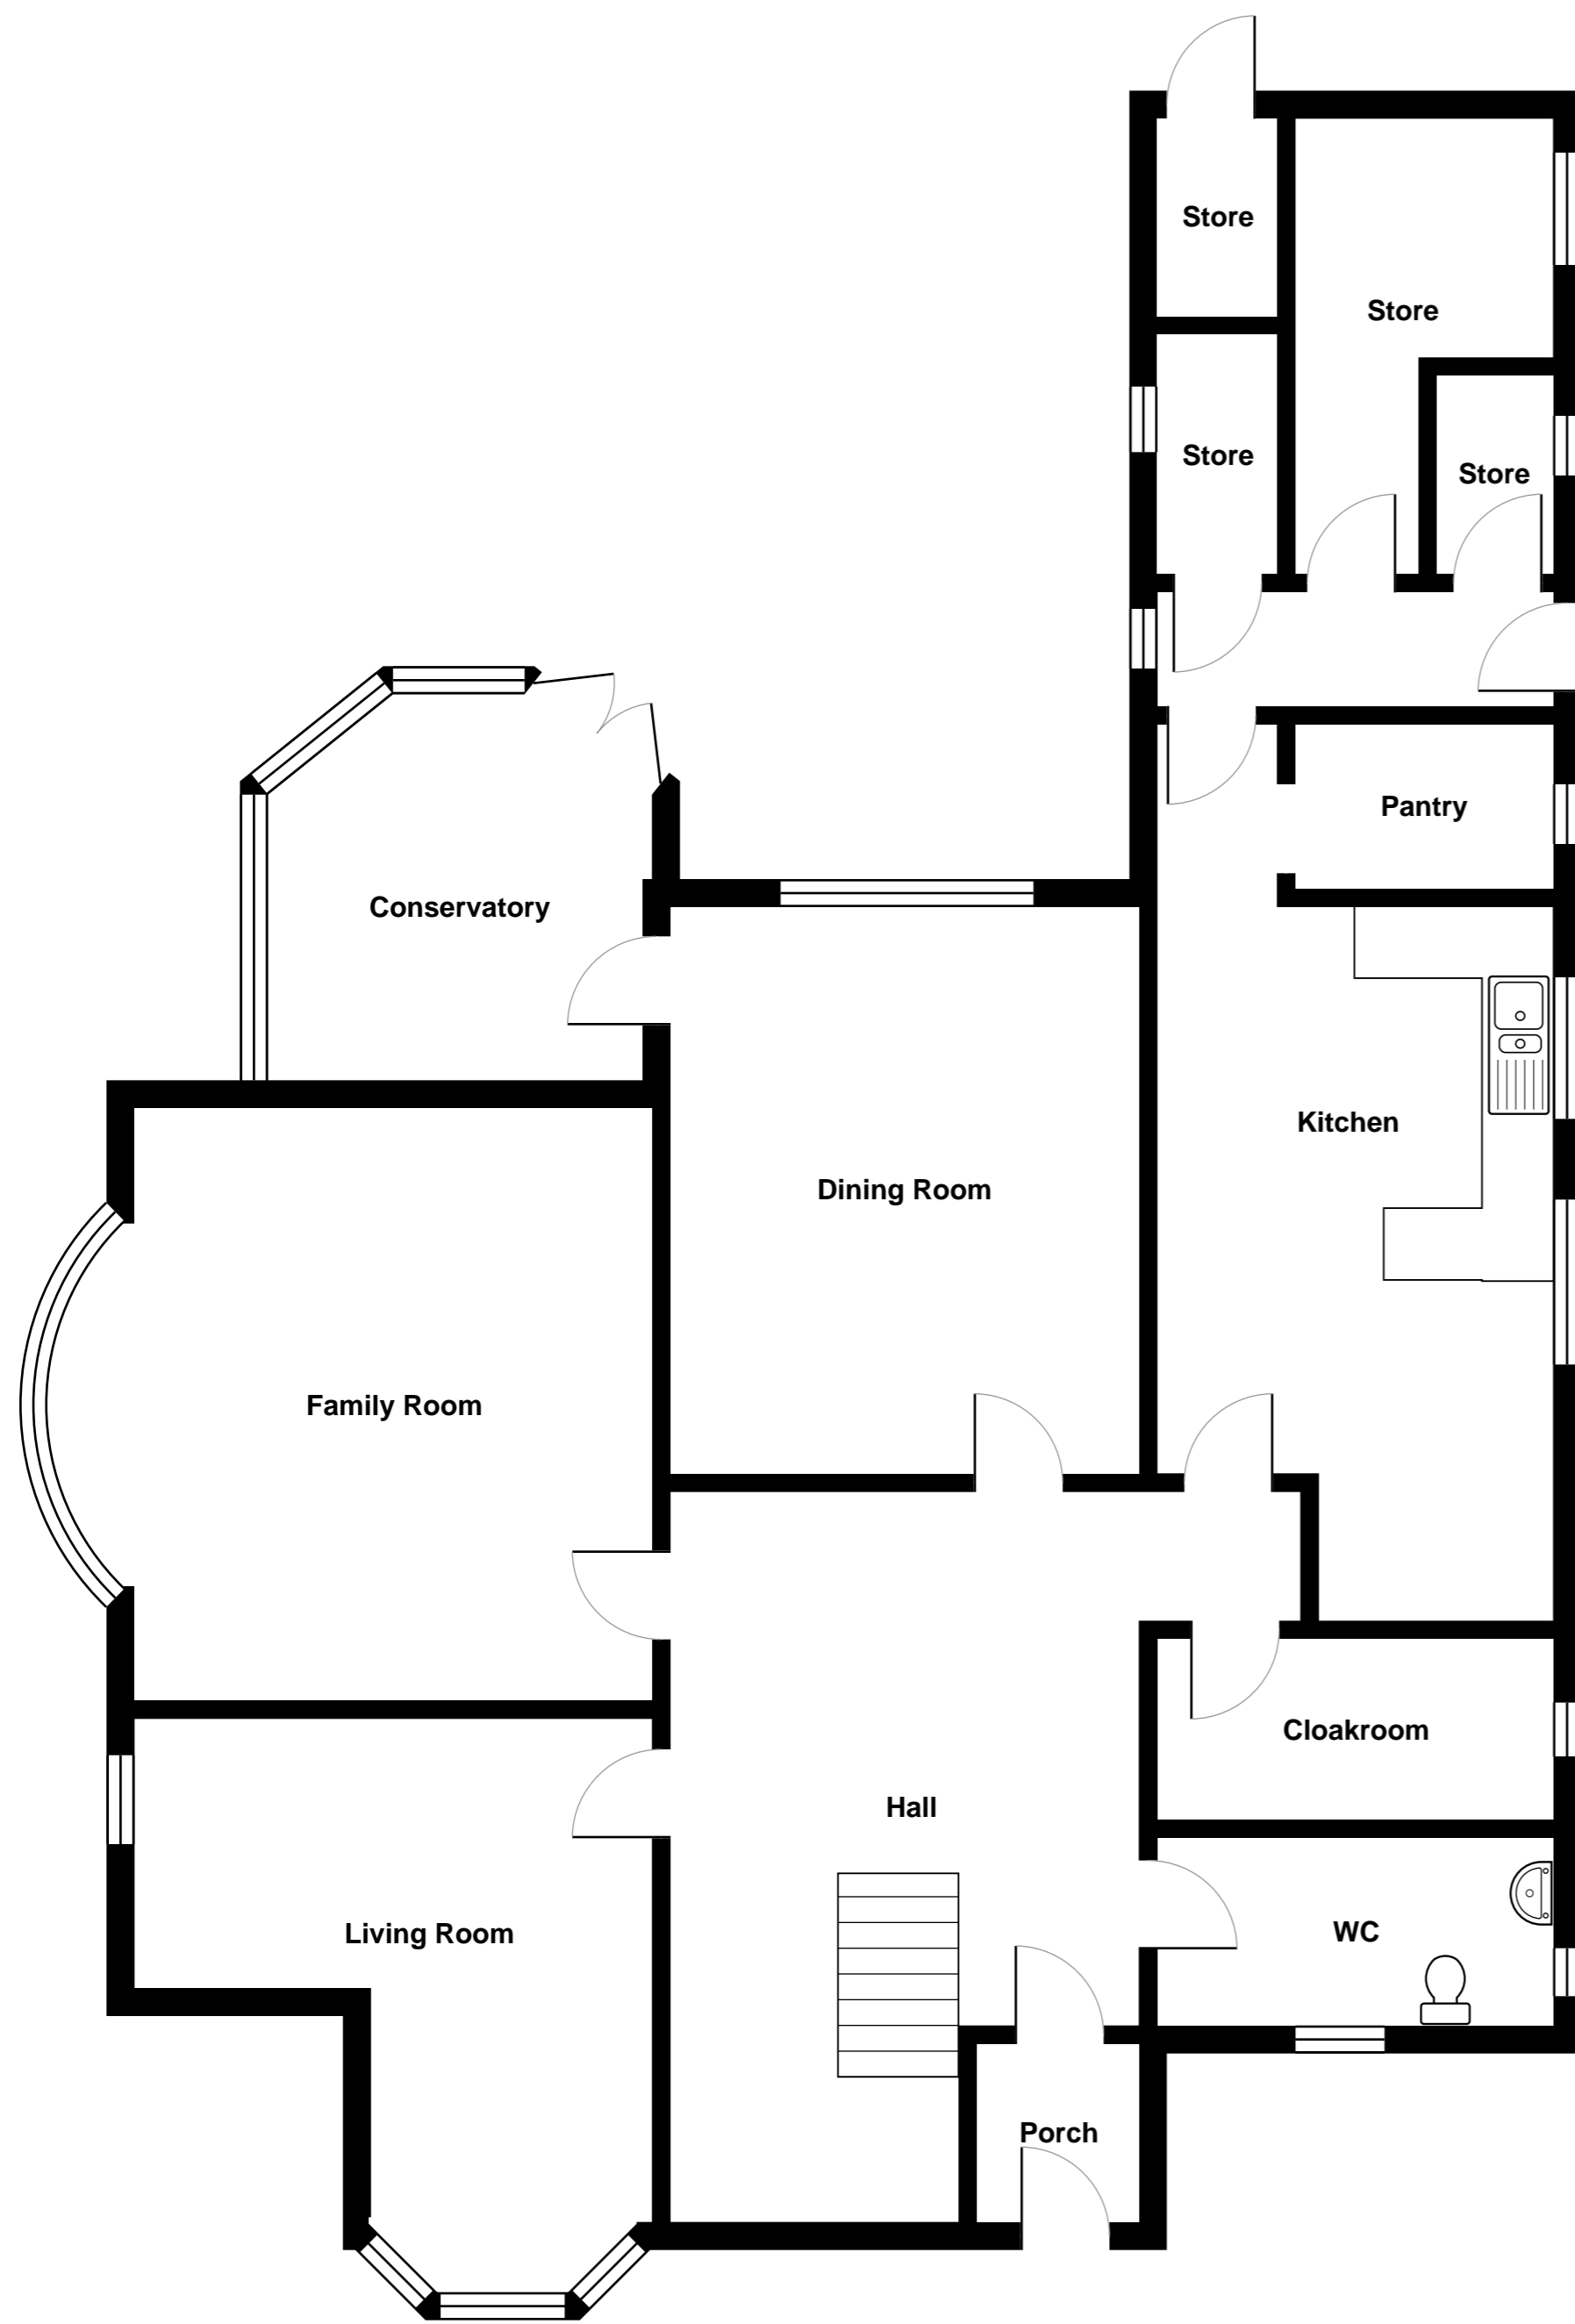 Store
Store
Store
Store
Pantry
Conservatory
Kitchen
Dining Room
Family Room
Cloakroom
Hall
WC
Living Room
Porch